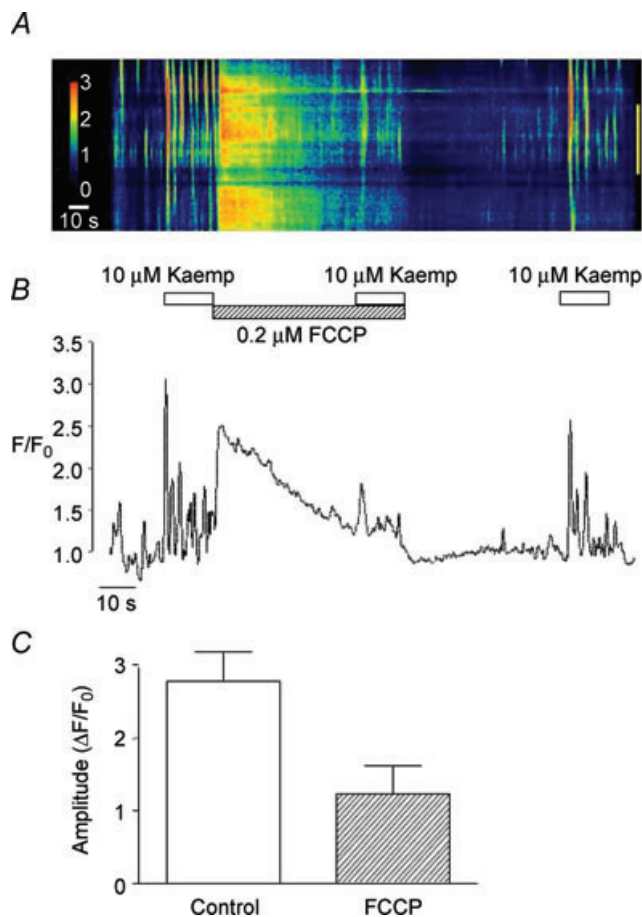 A
3
2
1
0
10 s
B
10 μM Kaemp 10 μM Kaemp 10 μM Kaemp
0.2 μM FCCP
3.5
3.0
2.5
F/F0
2.0
1.5
1.0
10 s
C
3
2
1
0
Amplitude (ΔF/F0)
Control FCCP